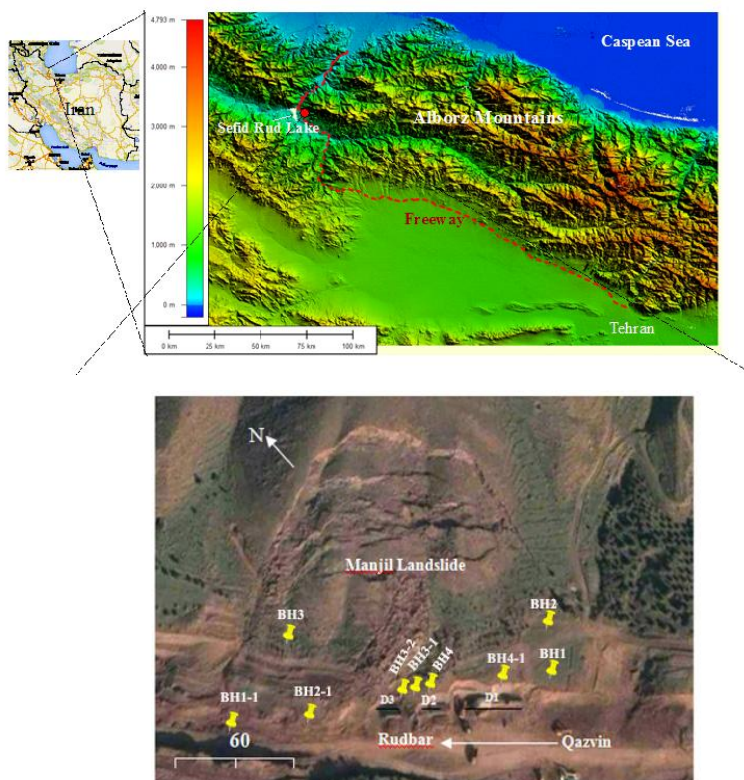 4,793 m
4,000 m
3,000 m
2,000 m
1,000 m
0 m
Iran
Caspean Sea
Sefid Rud Lake
Alborz Mountains
Freeway
Tehran
0 km 25 km 50 km 75 km 100 km
N
Manjil Landslide
BH3
BH2
BH3-2
BH3-1
BH4
BH4-1
BH1
BH1-1
BH2-1
D3
D2
D1
60
Rudbar
Qazvin